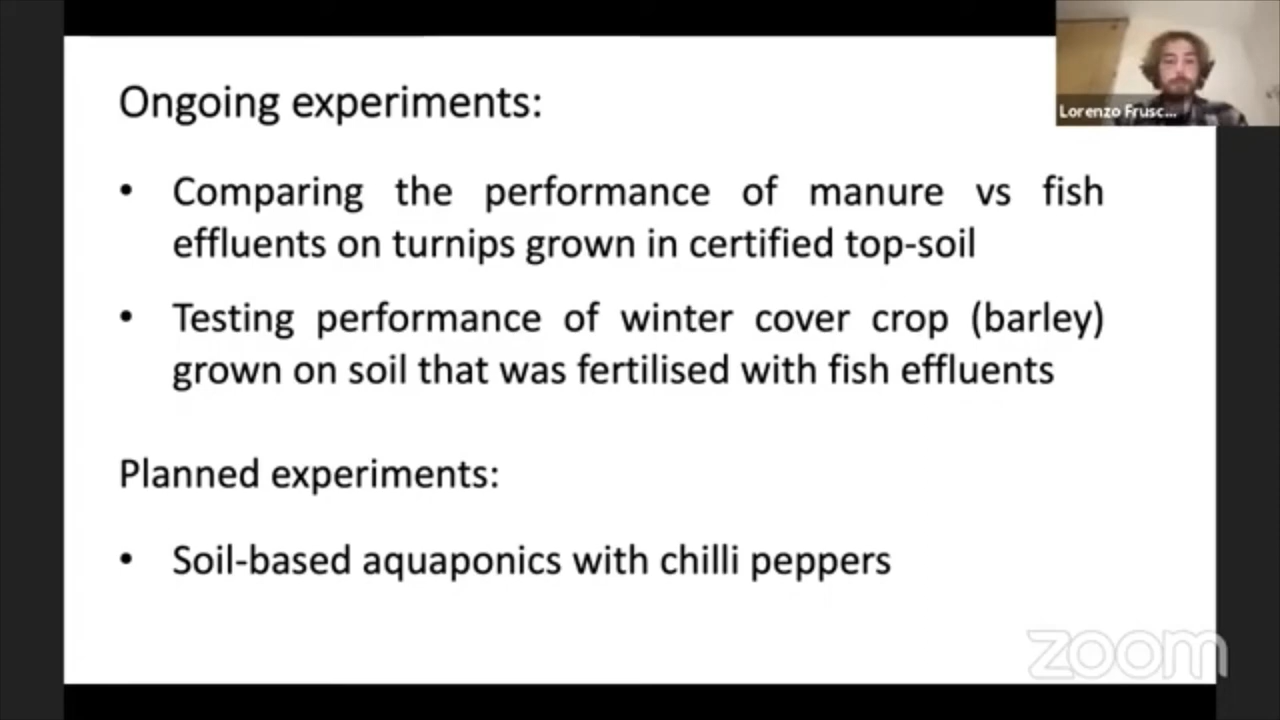 Ongoing experiments:
• Comparing the performance of manure vs fish
effluents on turnips grown in certified top-soil
• Testing performance of winter cover crop (barley)
grown on soil that was fertilised with fish effluents
Planned experiments:
• Soil-based aquaponics with chilli peppers
Lorenzo Frusc...
zoom